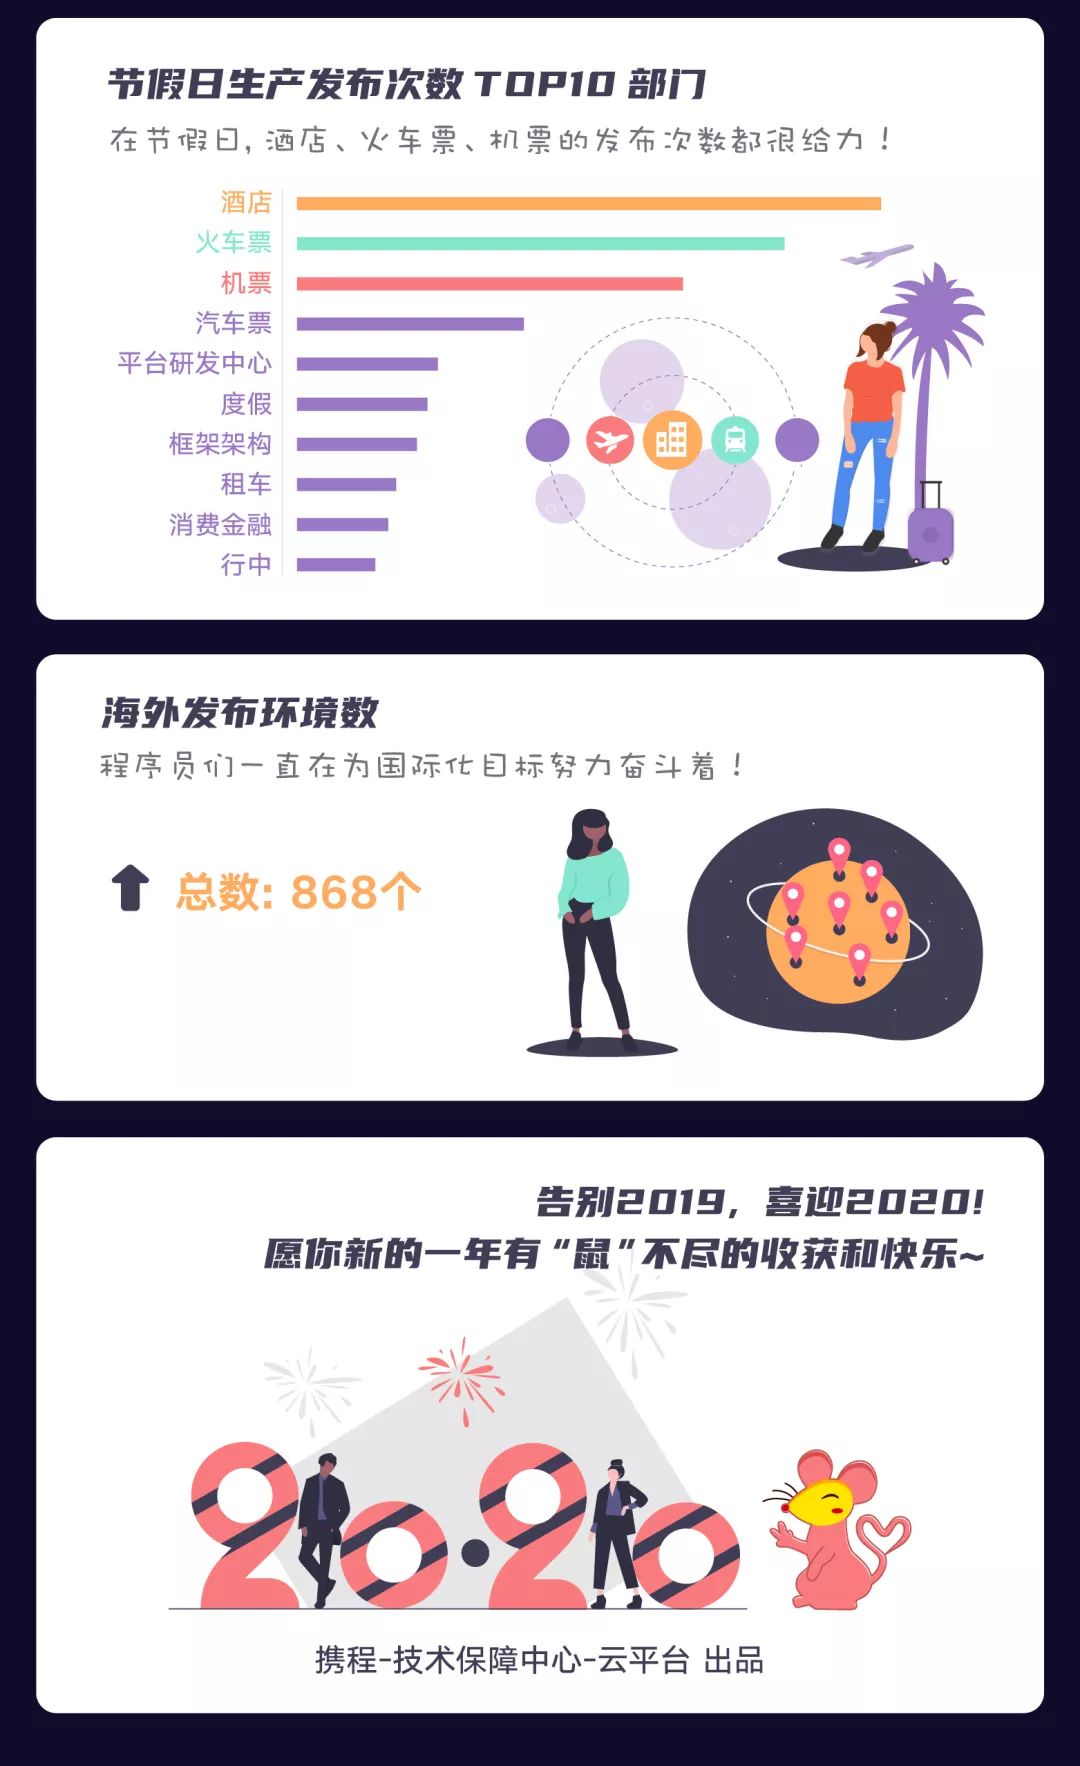 节假日生产发布次数 TOP10 部门
在节假日, 酒店、火车票、机票的发布次数都很给力！
酒店
火车票
机票
汽车票
平台研发中心
度假
框架架构
租车
消费金融
行中
海外发布环境数
程序员们一直在为国际化目标努力奋斗着！
总数: 868个
告别2019，喜迎2020!
愿你新的一年有“鼠”不尽的收获和快乐~
2020
携程-技术保障中心-云平台 出品